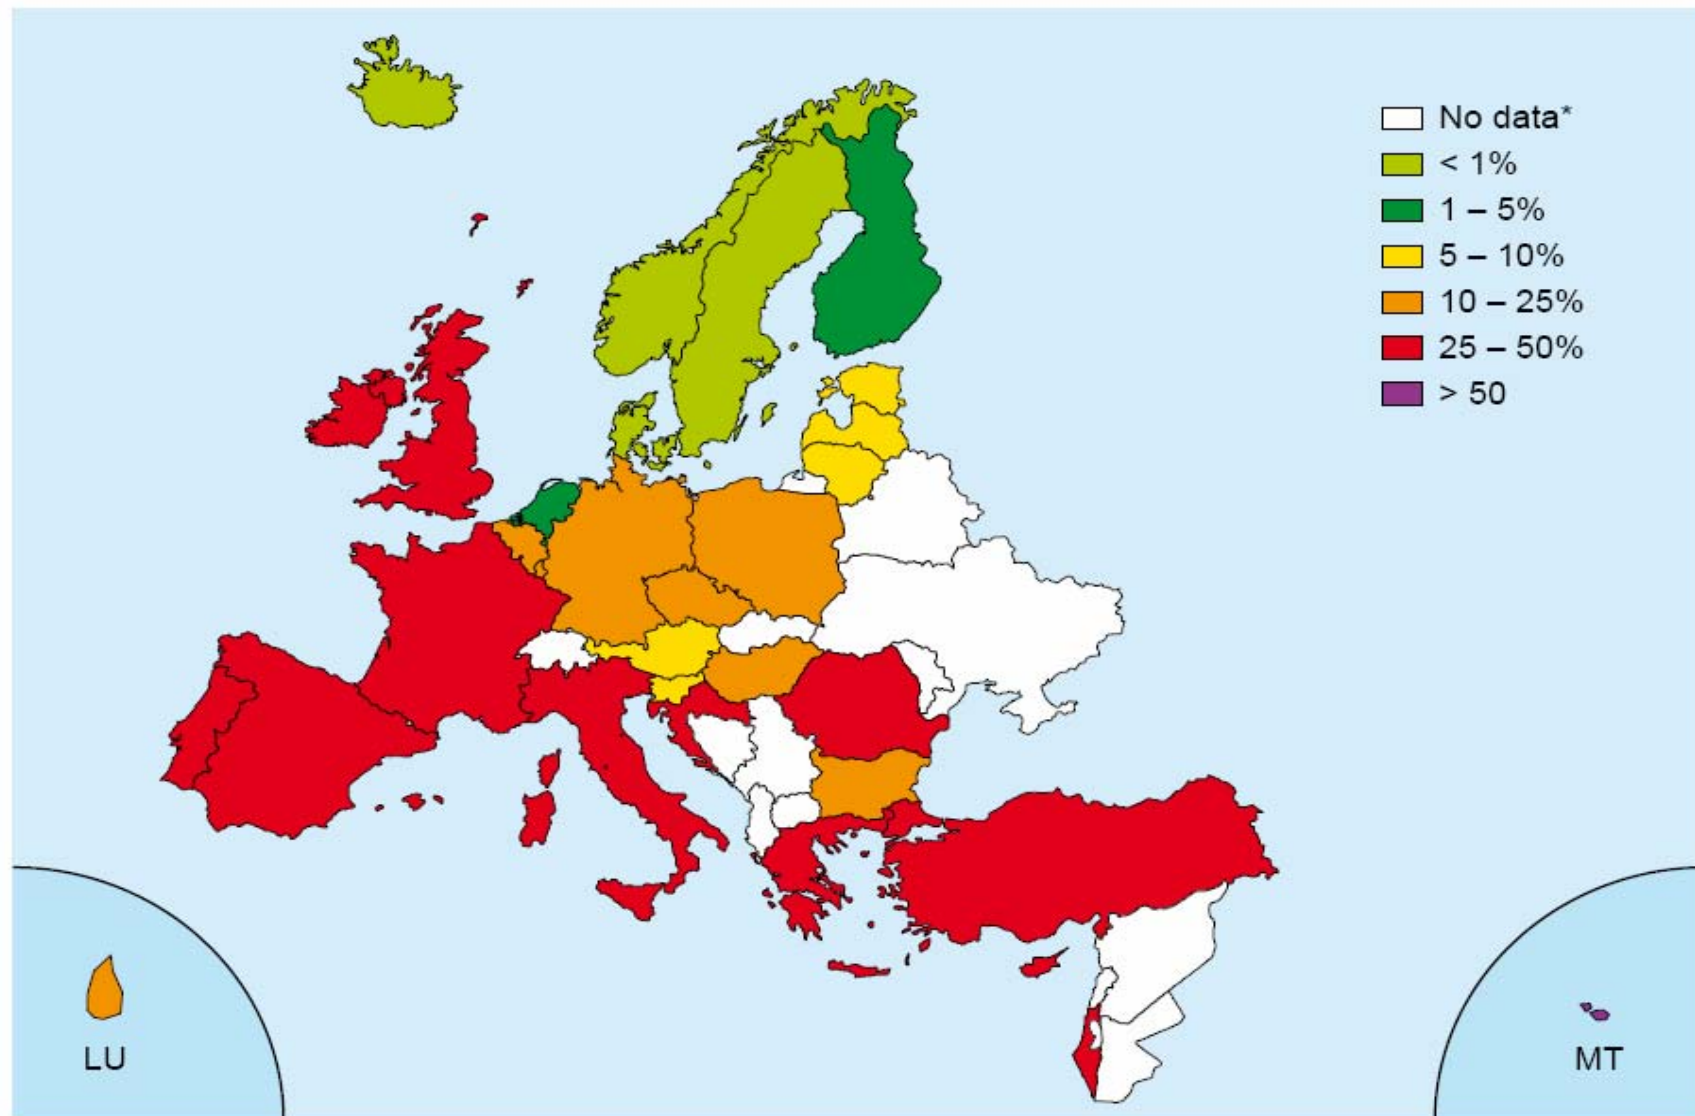 No data*
< 1%
1 – 5%
5 – 10%
10 – 25%
25 – 50%
> 50
LU
MT